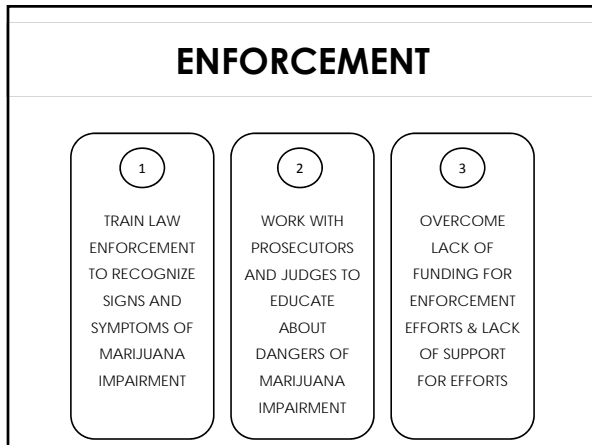 ENFORCEMENT
1
TRAIN LAW
ENFORCEMENT
TO RECOGNIZE
SIGNS AND
SYMPTOMS OF
MARIJUANA
IMPAIRMENT
2
WORK WITH
PROSECUTORS
AND JUDGES TO
EDUCATE
ABOUT
DANGERS OF
MARIJUANA
IMPAIRMENT
3
OVERCOME
LACK OF
FUNDING FOR
ENFORCEMENT
EFFORTS & LACK
OF SUPPORT
FOR EFFORTS